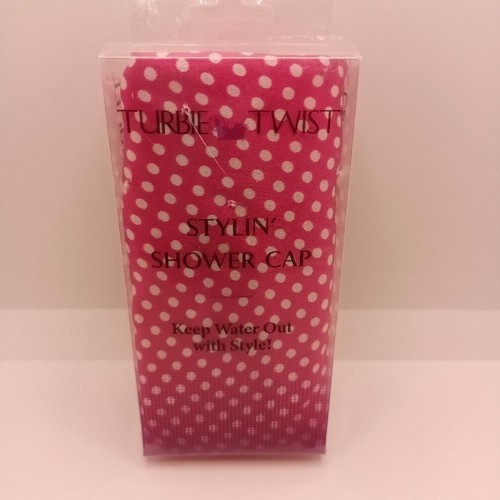 TURBIE TWIST
STYLIN'
SHOWER CAP
Keep Water Out
with Style!